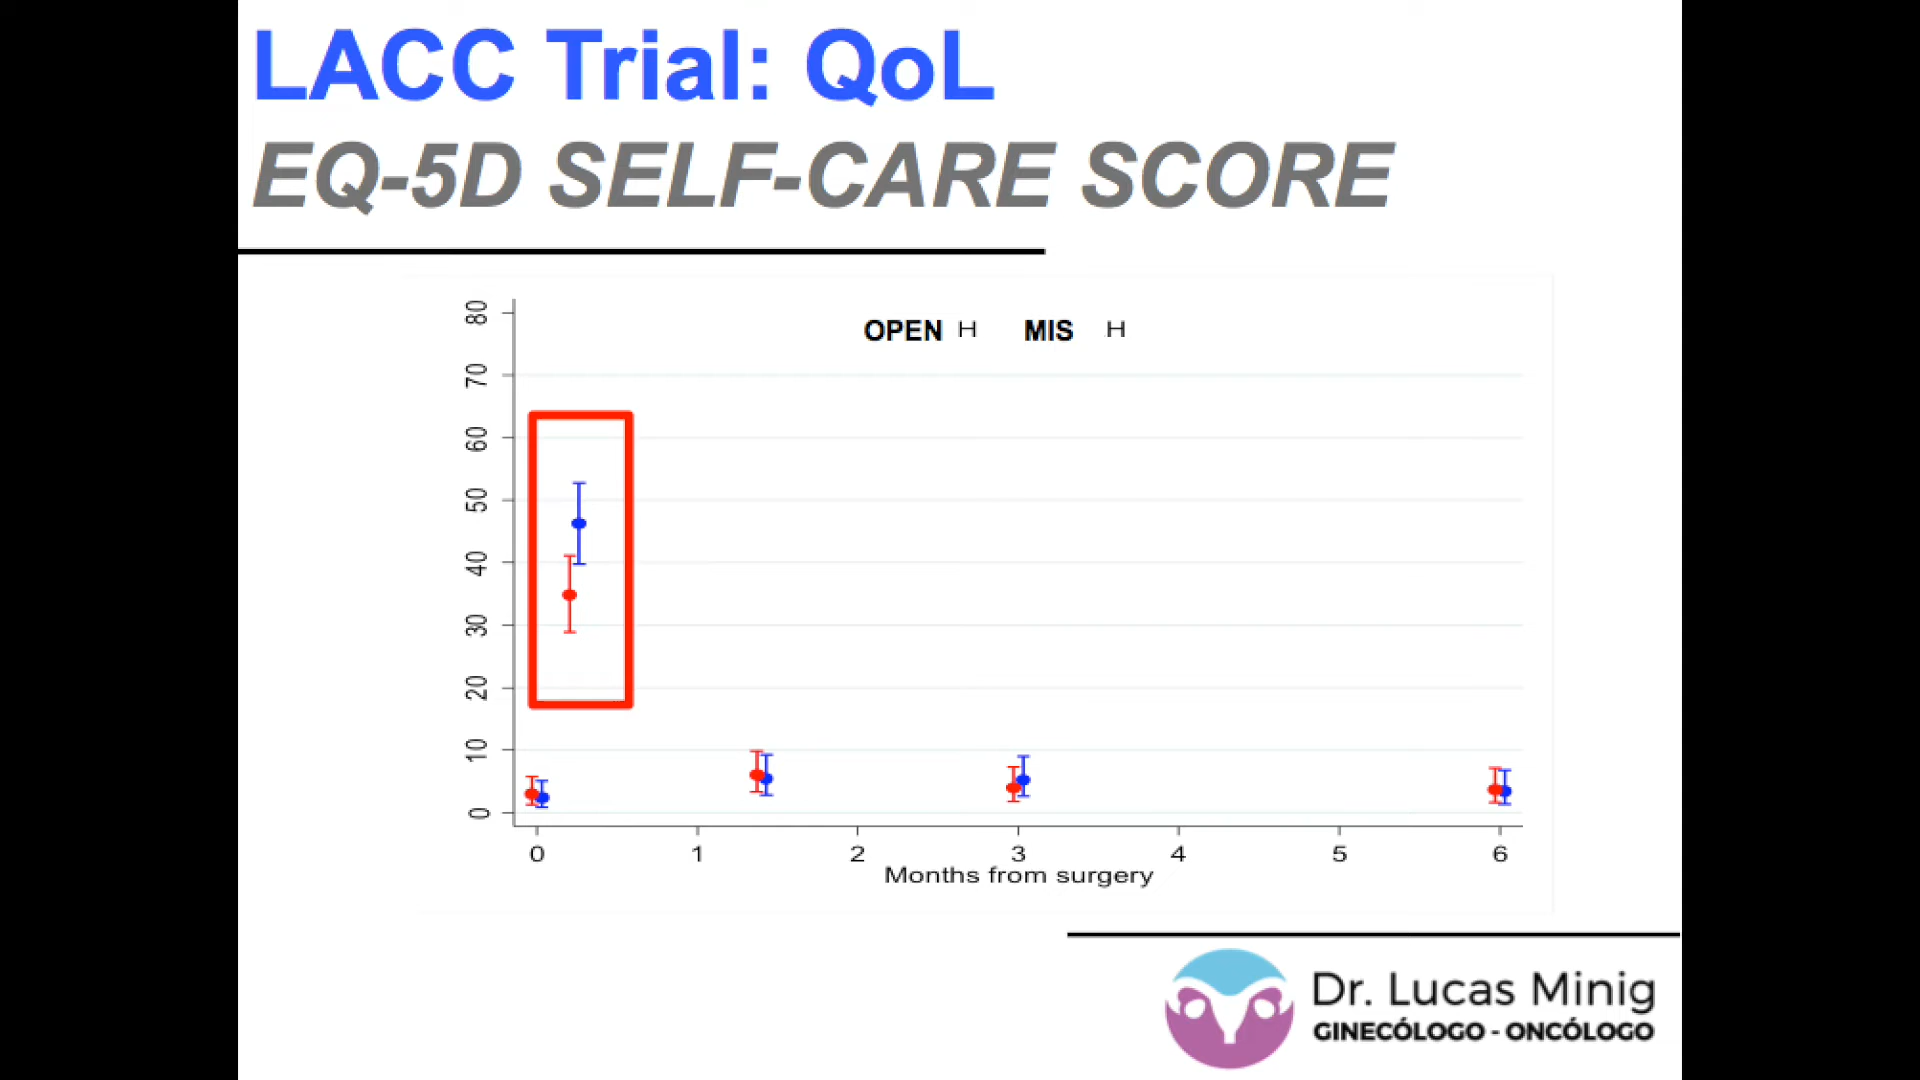 LACC Trial: QoL
EQ-5D SELF-CARE SCORE
OPEN H MIS H
80
70
60
50
40
30
20
10
0
0 1 2 3 4 5 6
Months from surgery
Dr. Lucas Minig
GINECÓLOGO - ONCÓLOGO